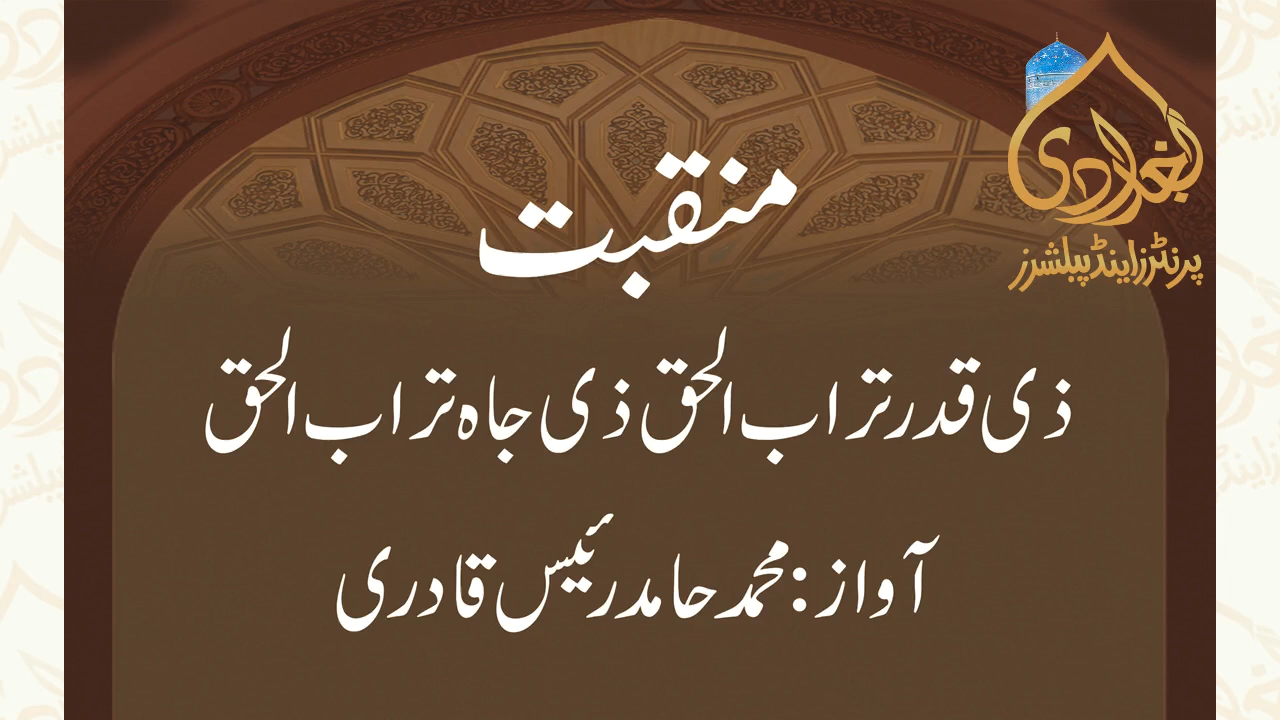 بغدادی
پرنٹرز اینڈ پبلشرز
منقبت
ذی قدر تراب الحق ذی جاہ تراب الحق
آواز: محمد حامد رئیس قادری